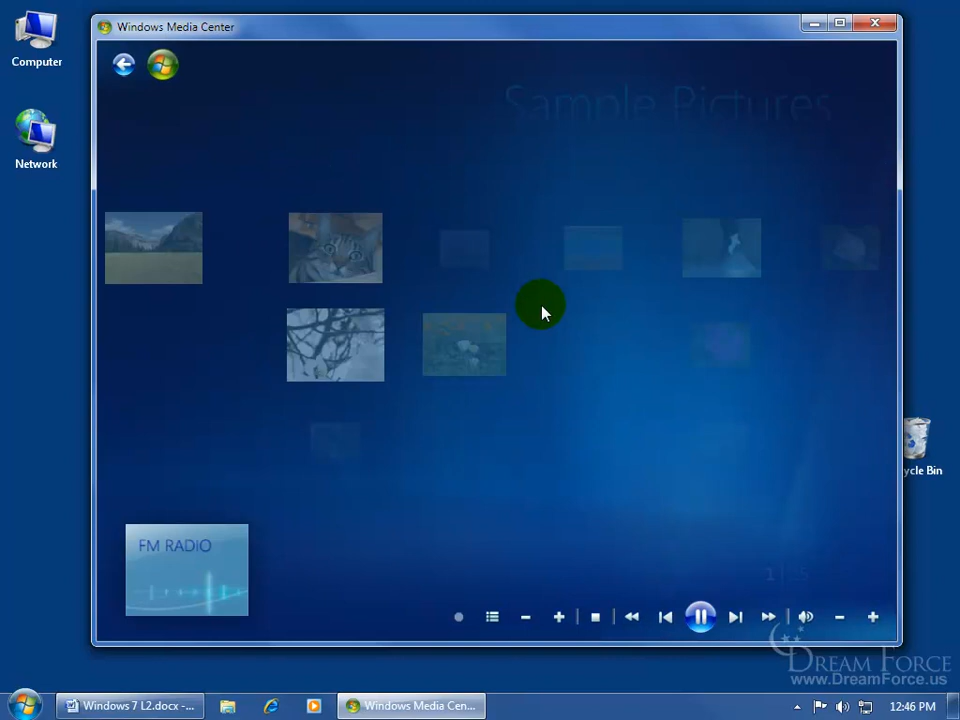 Computer
Network
Windows Media Center
Sample Pictures
FM RADIO
ycle Bin
DREAM FORCE
www.DreamForce.us
Windows 7 L2.docx -...
Windows Media Cen...
12:46 PM